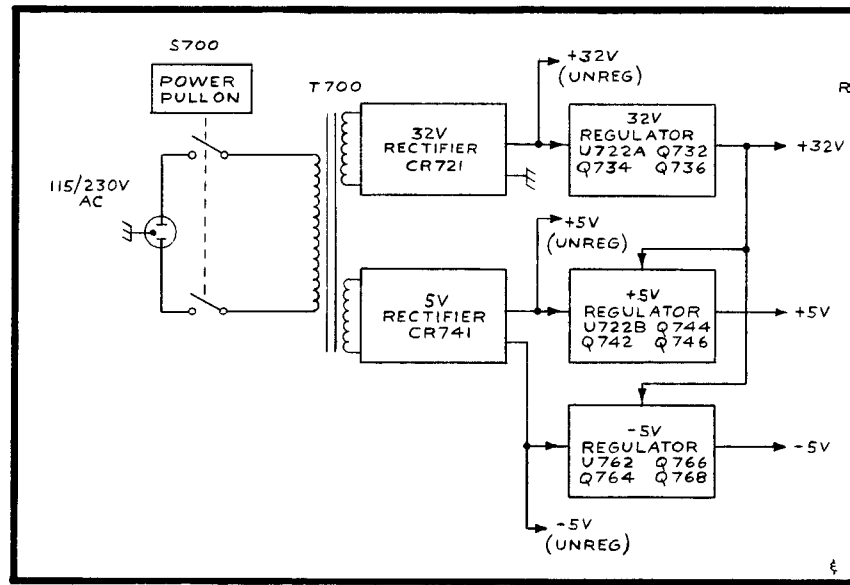 S700
POWER
PULL ON
T700
115/230V
AC
32V
RECTIFIER
CR721
+32V
(UNREG)
32V
REGULATOR
U722A Q732
Q734 Q736
+32V
R
5V
RECTIFIER
CR741
+5V
(UNREG)
+5V
REGULATOR
U722B Q744
Q742 Q746
+5V
-5V
REGULATOR
U762 Q766
Q764 Q768
-5V
-5V
(UNREG)